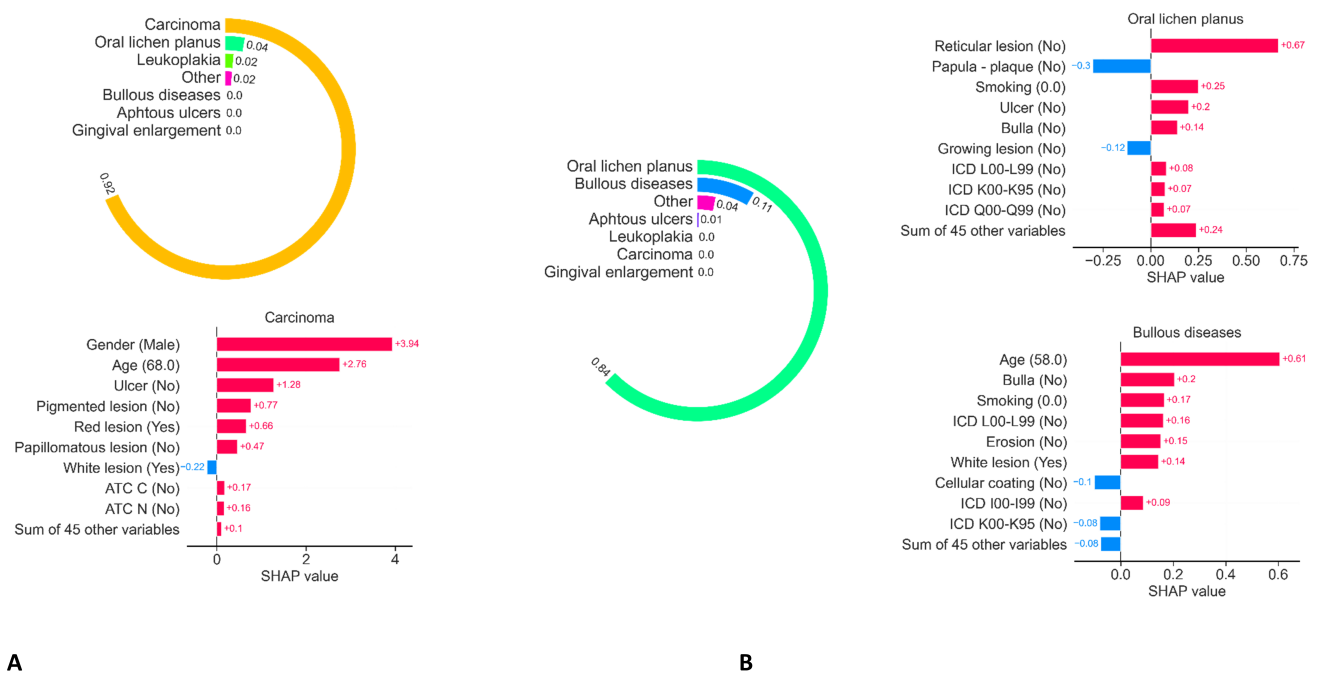 Carcinoma
Oral lichen planus 0.04
Leukoplakia 0.02
Other 0.02
Bullous diseases 0.0
Aphtous ulcers 0.0
Gingival enlargement 0.0
0.92
Carcinoma
Gender (Male) +3.94
Age (68.0) +2.76
Ulcer (No) +1.28
Pigmented lesion (No) +0.77
Red lesion (Yes) +0.66
Papillomatous lesion (No) +0.47
White lesion (Yes) −0.22
ATC C (No) +0.17
ATC N (No) +0.16
Sum of 45 other variables +0.1
0 2 4
SHAP value
A
Oral lichen planus
Bullous diseases 0.11
Other 0.04
Aphtous ulcers 0.01
Leukoplakia 0.0
Carcinoma 0.0
Gingival enlargement 0.0
0.84
Oral lichen planus
Reticular lesion (No) +0.67
Papula - plaque (No) −0.3
Smoking (0.0) +0.25
Ulcer (No) +0.2
Bulla (No) +0.14
Growing lesion (No) −0.12
ICD L00-L99 (No) +0.08
ICD K00-K95 (No) +0.07
ICD Q00-Q99 (No) +0.07
Sum of 45 other variables +0.24
−0.25 0.00 0.25 0.50 0.75
SHAP value
Bullous diseases
Age (58.0) +0.61
Bulla (No) +0.2
Smoking (0.0) +0.17
ICD L00-L99 (No) +0.16
Erosion (No) +0.15
White lesion (Yes) +0.14
Cellular coating (No) −0.1
ICD I00-I99 (No) +0.09
ICD K00-K95 (No) −0.08
Sum of 45 other variables −0.08
0.0 0.2 0.4 0.6
SHAP value
B